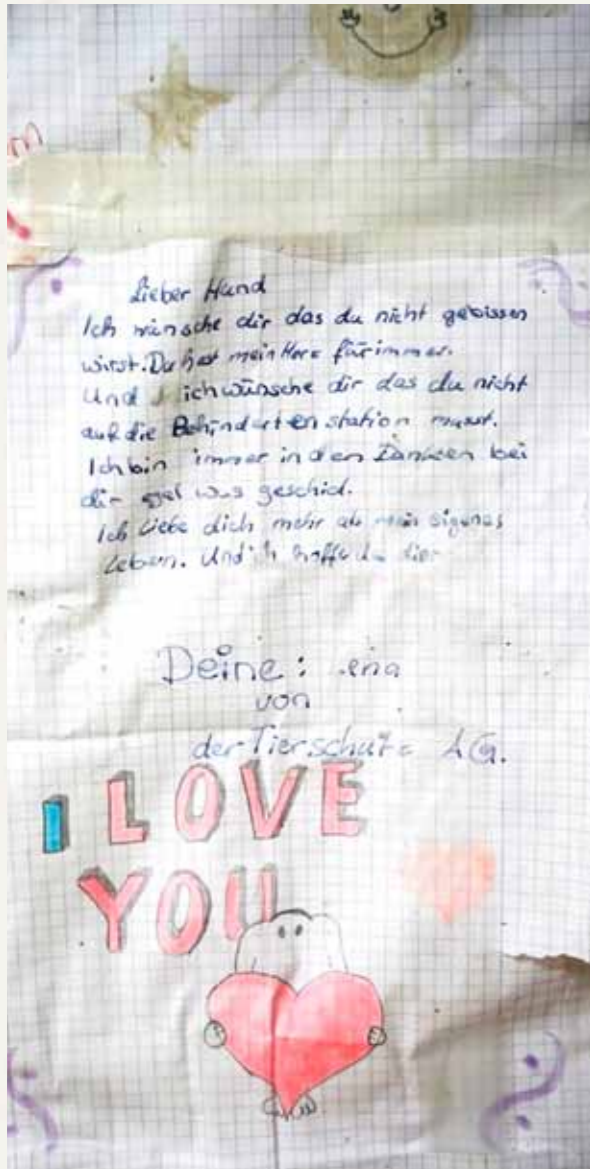 Lieber Hund
Ich wünsche dir das du nicht gebissen
wirst. Du hast mein Herz für immer.
Und ich wünsche dir das du nicht
auf die Behinderten station musst.
Ich bin immer in den Danken bei
dir egal was geschid.
Ich liebe dich mehr als mein eigenes
Leben. Und ich hoffe du
Deine: ena
von
der Tierschutz AG.
I LOVE
YOU